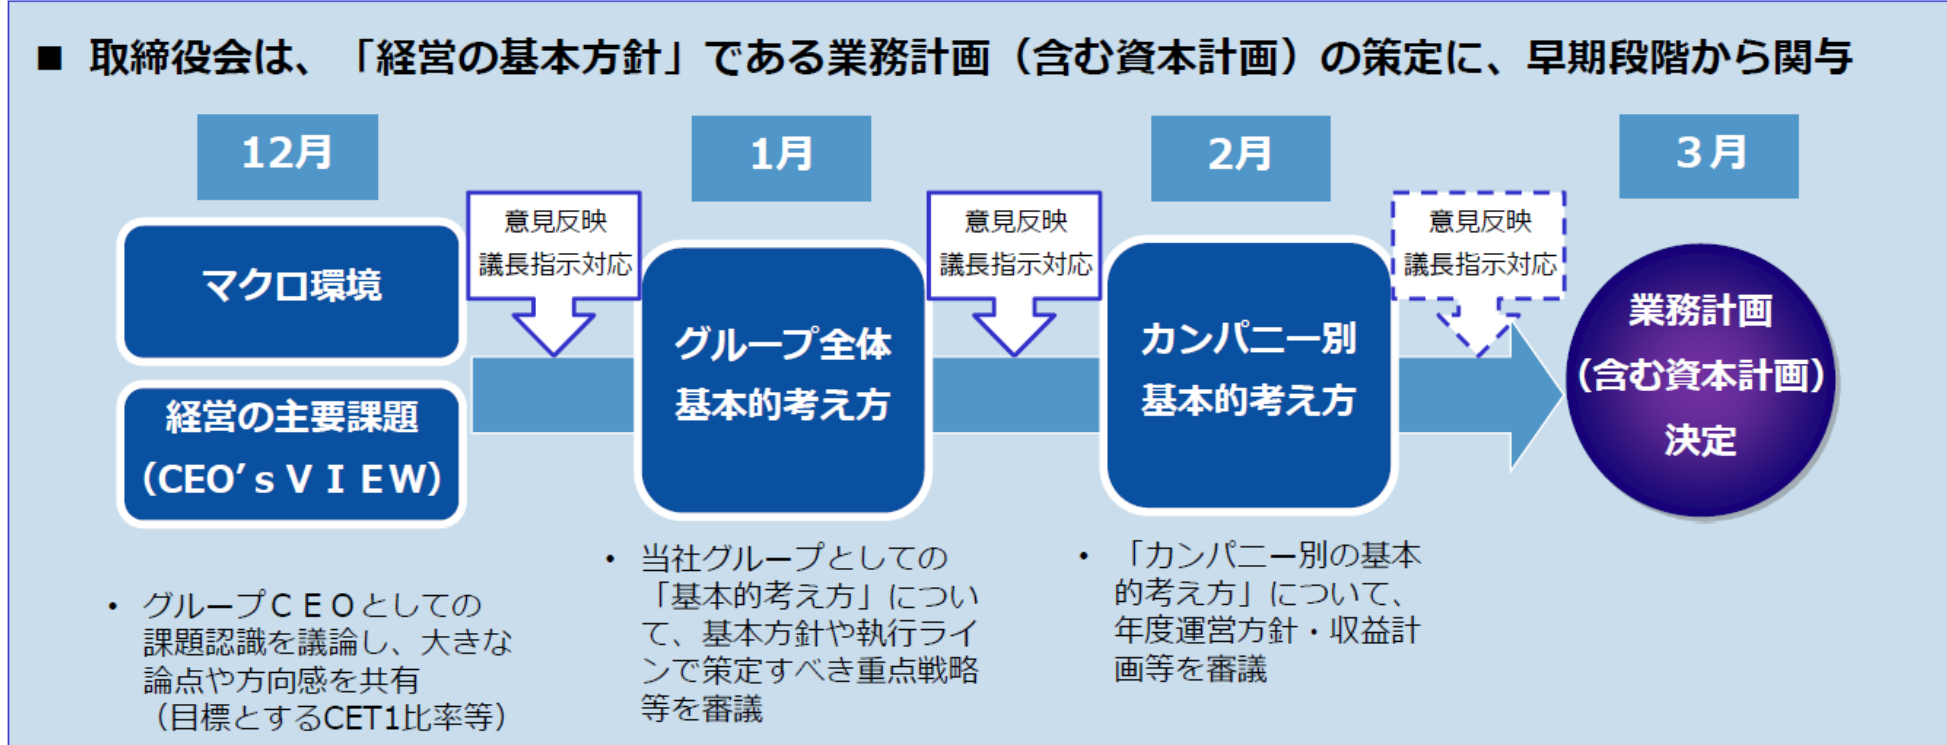 ■ 取締役会は、「経営の基本方針」である業務計画（含む資本計画）の策定に、早期段階から関与
12月
1月
2月
３月
マクロ環境
経営の主要課題
（CEO’ｓＶＩＥＷ）
意見反映
議長指示対応
グループ全体
基本的考え方
意見反映
議長指示対応
カンパニー別
基本的考え方
意見反映
議長指示対応
業務計画
（含む資本計画）
決定
• グループＣＥＯとしての
課題認識を議論し、大きな
論点や方向感を共有
（目標とするCET1比率等）
• 当社グループとしての
「基本的考え方」につい
て、基本方針や執行ライ
ンで策定すべき重点戦略
等を審議
• 「カンパニー別の基本
的考え方」について、
年度運営方針・収益計
画等を審議